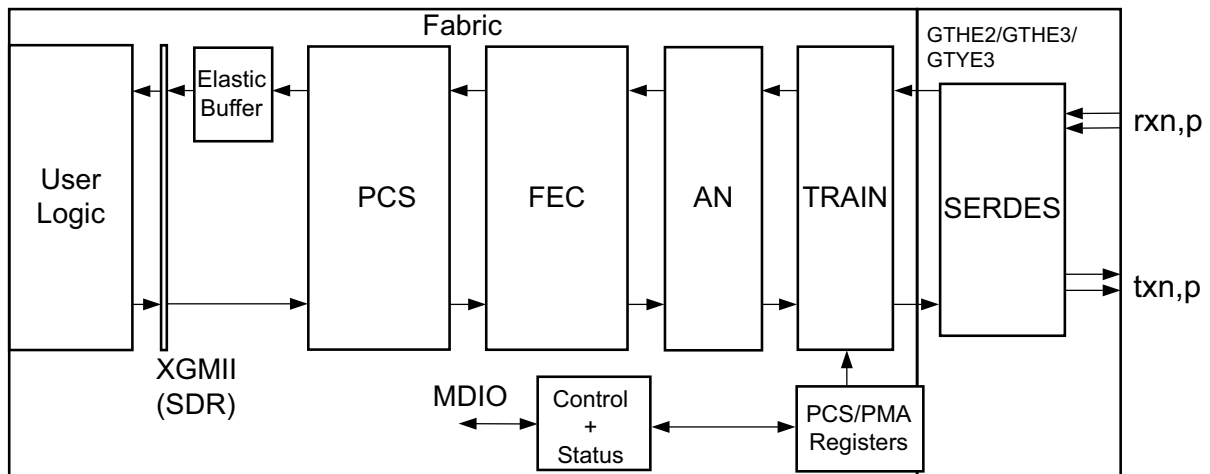 Fabric
GTHE2/GTHE3/
GTYE3
Elastic
Buffer
rxn,p
User
Logic
PCS
FEC
AN
TRAIN
SERDES
txn,p
XGMII
(SDR)
MDIO
Control
+
Status
PCS/PMA
Registers